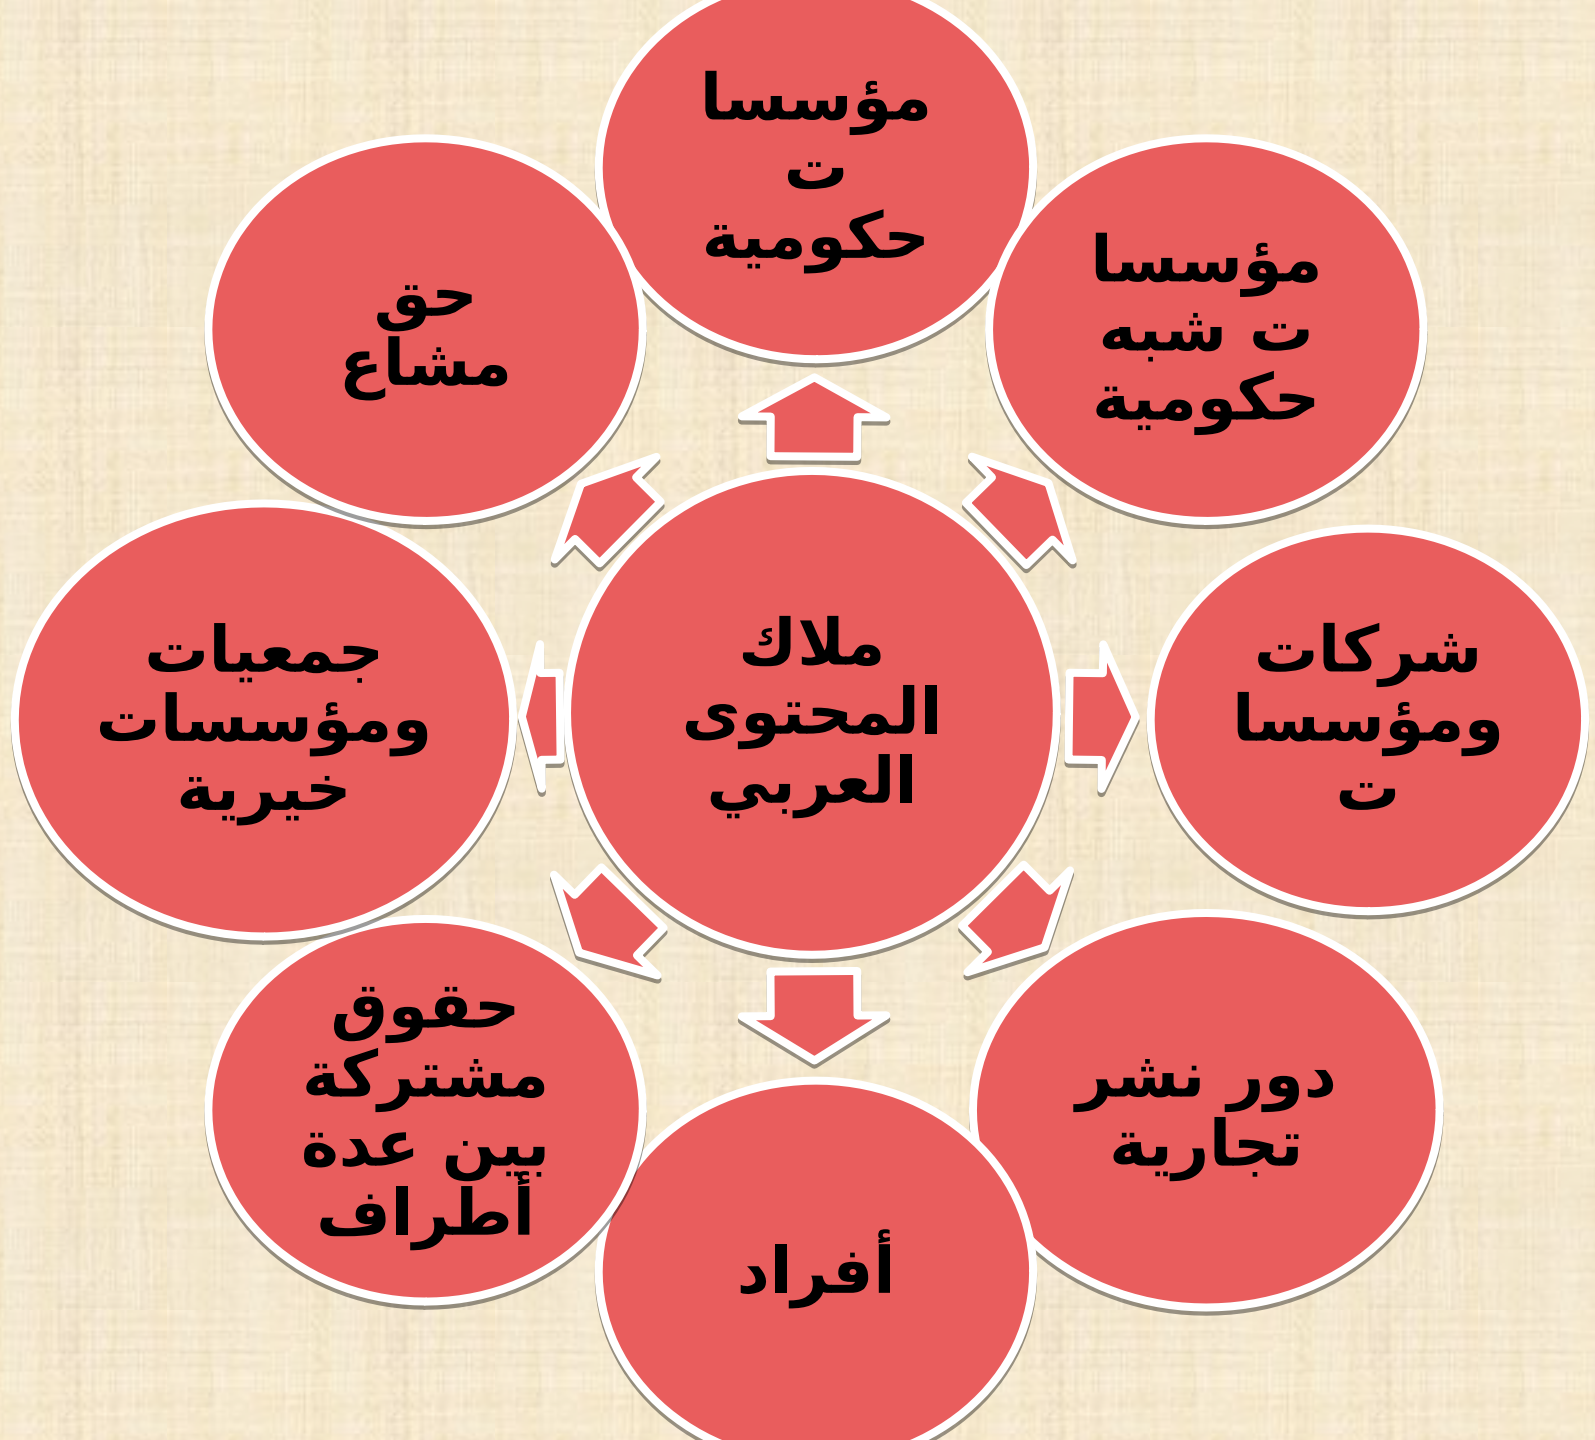 مؤسسا
ت
حكومية
مؤسسا
ت شبه
حكومية
شركات
ومؤسسا
ت
دور نشر
تجارية
أفراد
حقوق
مشتركة
بين عدة
أطراف
جمعيات
ومؤسسات
خيرية
حق
مشاع
ملاك
المحتوى
العربي